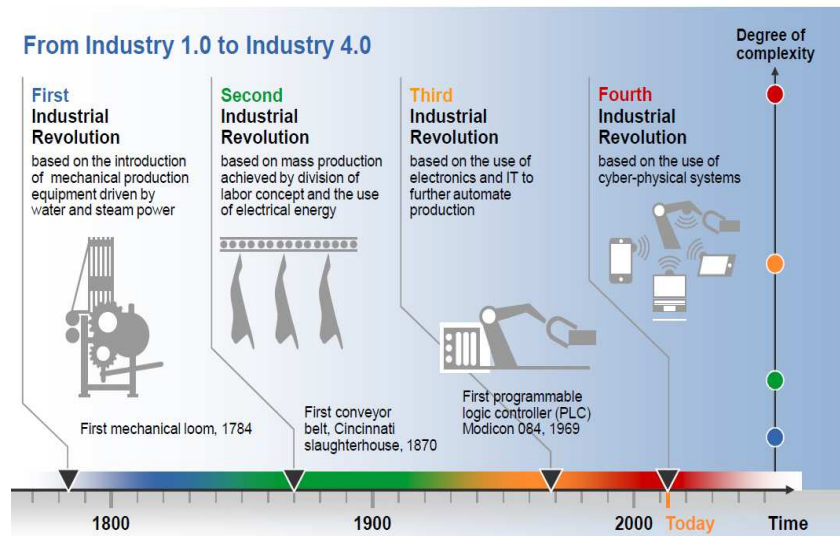 From Industry 1.0 to Industry 4.0
Degree of
complexity
First
Industrial
Revolution
based on the introduction
of mechanical production
equipment driven by
water and steam power
Second
Industrial
Revolution
based on mass production
achieved by division of
labor concept and the use
of electrical energy
Third
Industrial
Revolution
based on the use of
electronics and IT to
further automate
production
Fourth
Industrial
Revolution
based on the use of
cyber-physical systems
First mechanical loom, 1784
First conveyor
belt, Cincinnati
slaughterhouse, 1870
First programmable
logic controller (PLC)
Modicon 084, 1969
1800
1900
2000
Today
Time